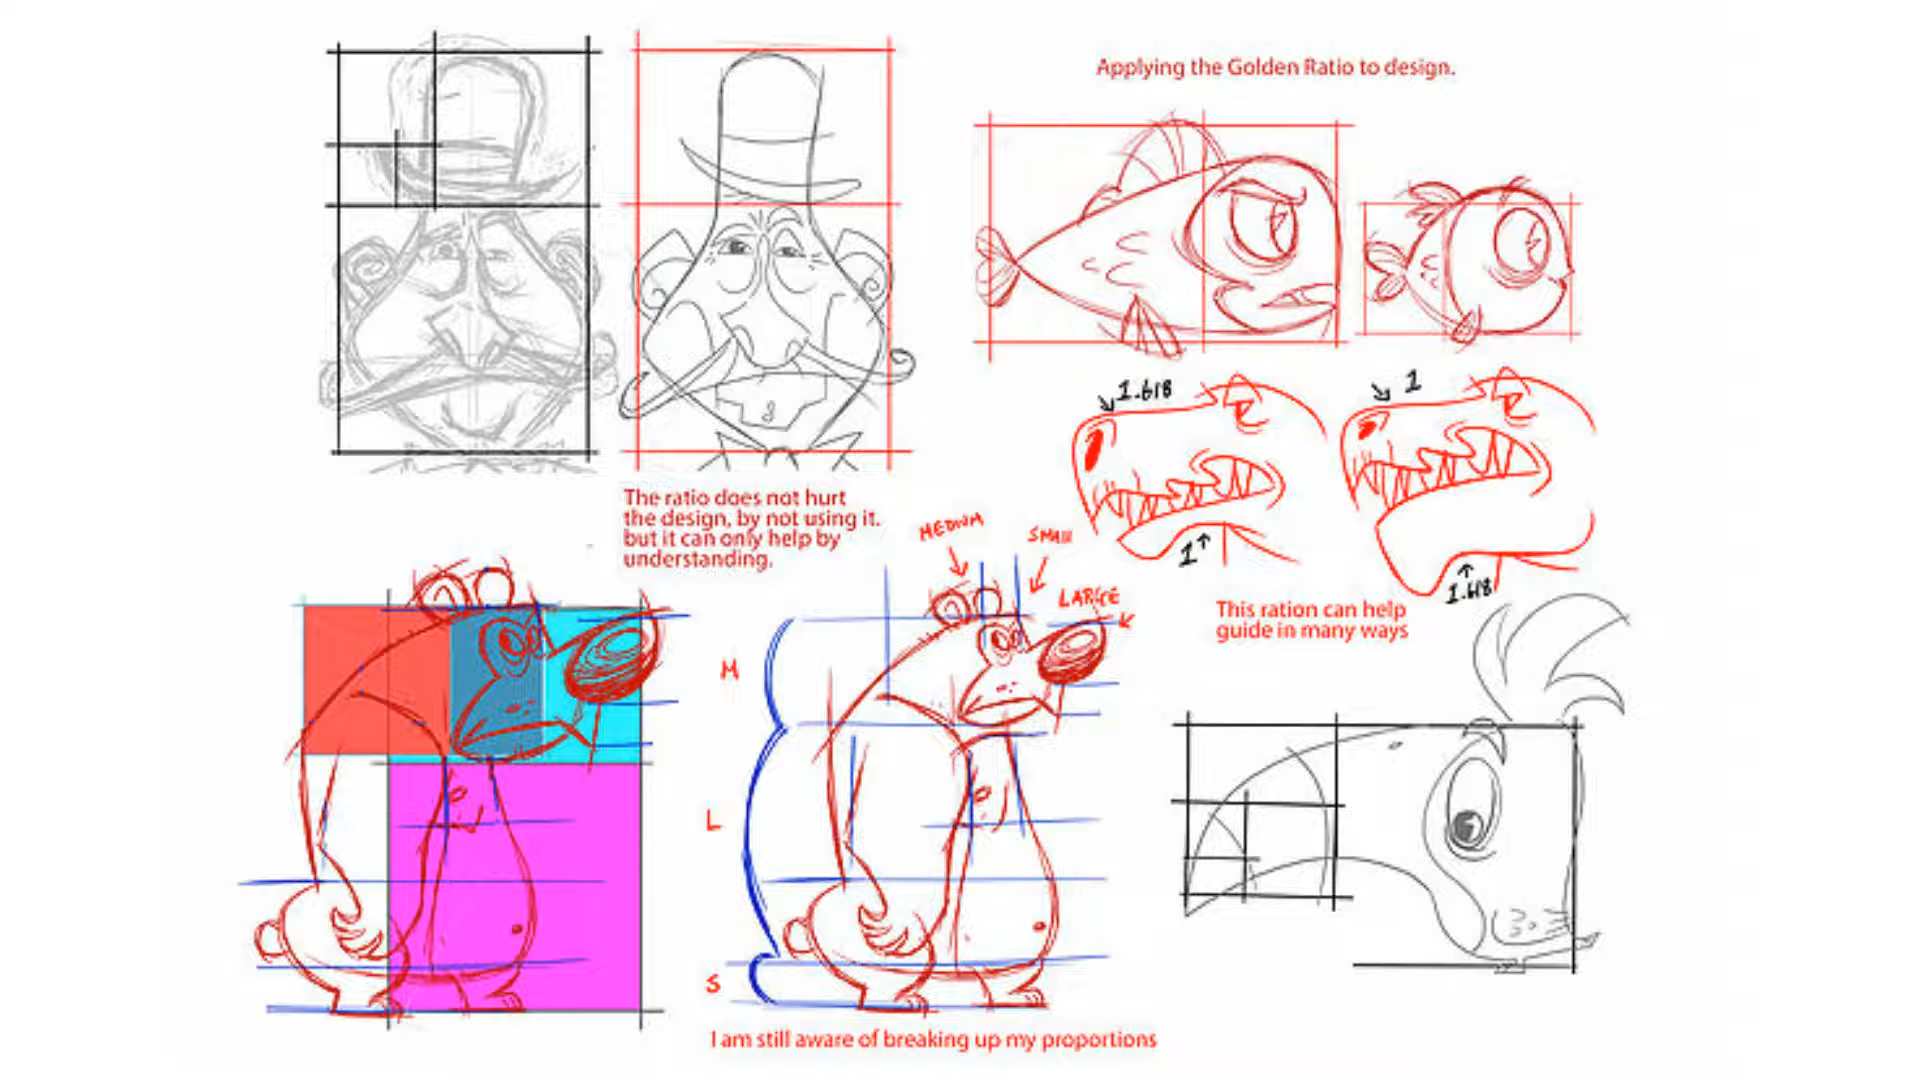 Applying the Golden Ratio to design.
1.618
1
1
1.618
The ratio does not hurt
the design, by not using it.
but it can only help by
understanding.
MEDIUM
SMALL
LARGE
This ration can help
guide in many ways
M
L
S
I am still aware of breaking up my proportions